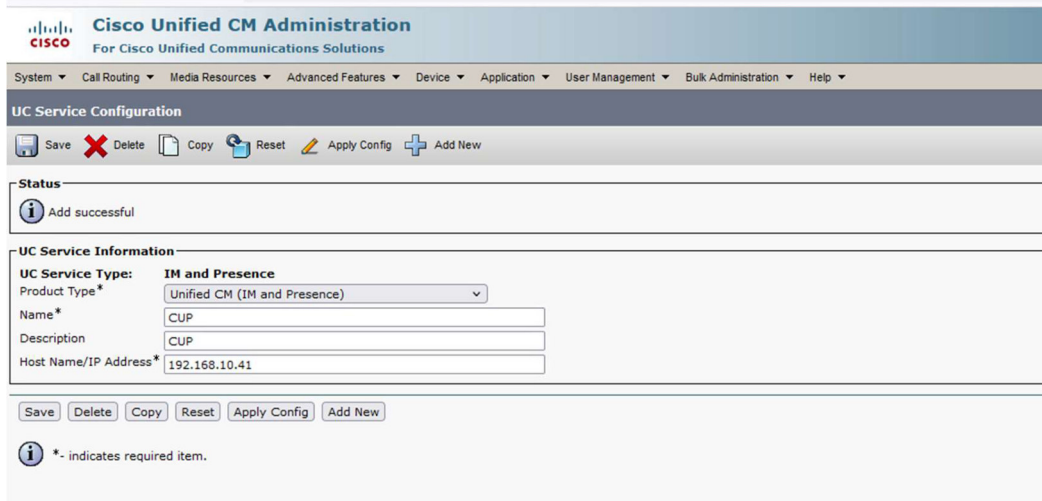 Cisco Unified CM Administration
CISCO
For Cisco Unified Communications Solutions
System Call Routing Media Resources Advanced Features Device Application User Management Bulk Administration Help
UC Service Configuration
Save Delete Copy Reset Apply Config Add New
Status
Add successful
UC Service Information
UC Service Type: IM and Presence
Product Type* Unified CM (IM and Presence)
Name* CUP
Description CUP
Host Name/IP Address* 192.168.10.41
Save Delete Copy Reset Apply Config Add New
*- indicates required item.